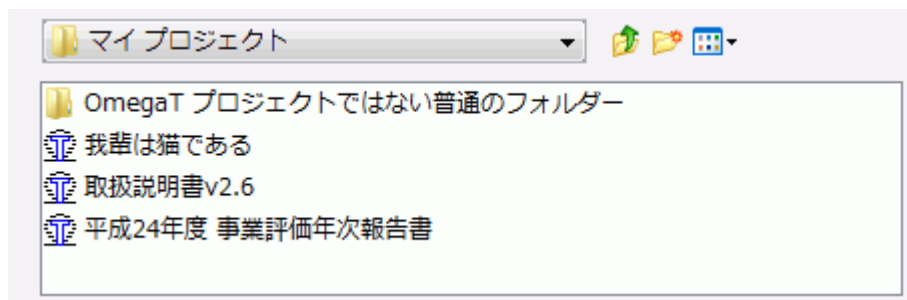 マイ プロジェクト
OmegaT プロジェクトではない普通のフォルダー
我輩は猫である
取扱説明書v2.6
平成24年度 事業評価年次報告書